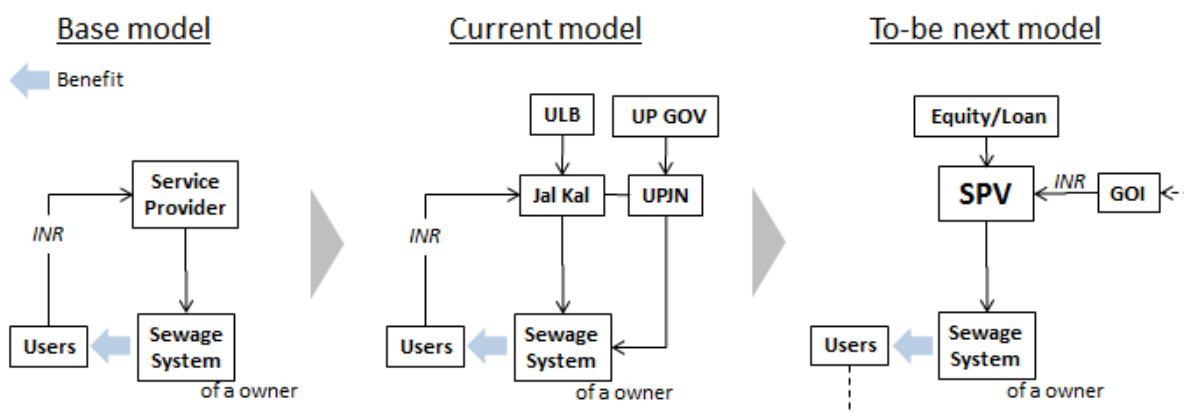 Base model
Benefit
Service
Provider
INR
Users
Sewage
System
of a owner
Current model
ULB
UP GOV
Jal Kal
UPJN
INR
Users
Sewage
System
of a owner
To-be next model
Equity/Loan
SPV
INR
GOI
Users
Sewage
System
of a owner